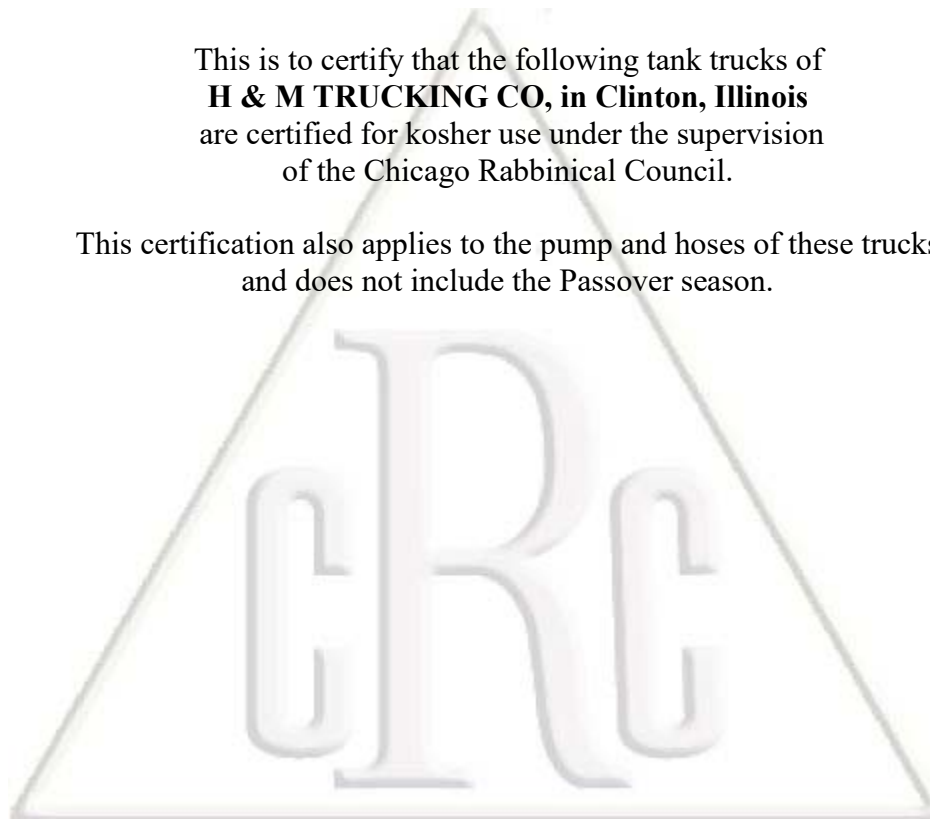 This is to certify that the following tank trucks of
H & M TRUCKING CO, in Clinton, Illinois
are certified for kosher use under the supervision
of the Chicago Rabbinical Council.
This certification also applies to the pump and hoses of these trucks
and does not include the Passover season.
cRc